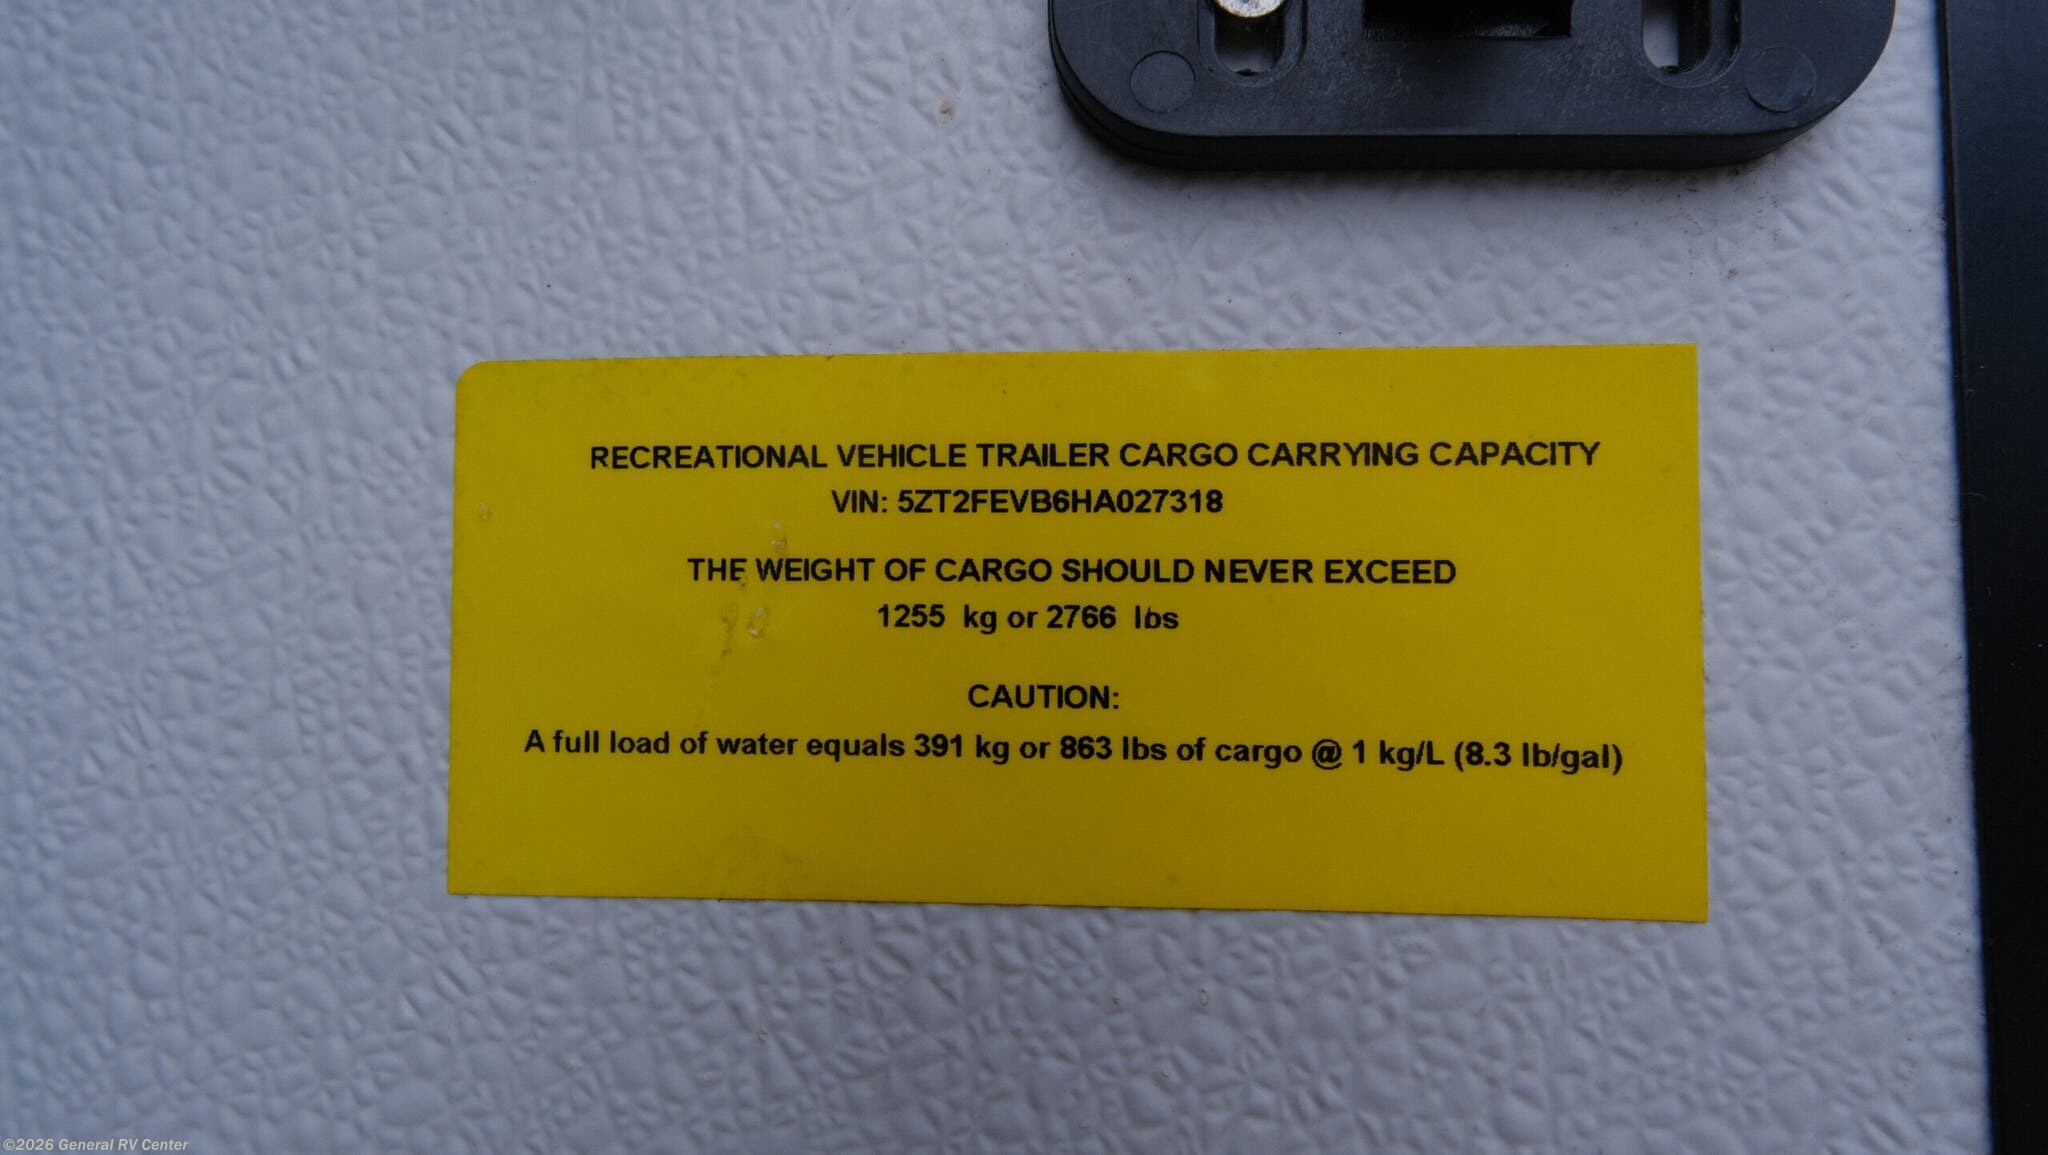 RECREATIONAL VEHICLE TRAILER CARGO CARRYING CAPACITY
VIN: 5ZT2FEVB6HA027318
THE WEIGHT OF CARGO SHOULD NEVER EXCEED
1255 kg or 2766 lbs
CAUTION:
A full load of water equals 391 kg or 863 lbs of cargo @ 1 kg/L (8.3 lb/gal)
©2026 General RV Center